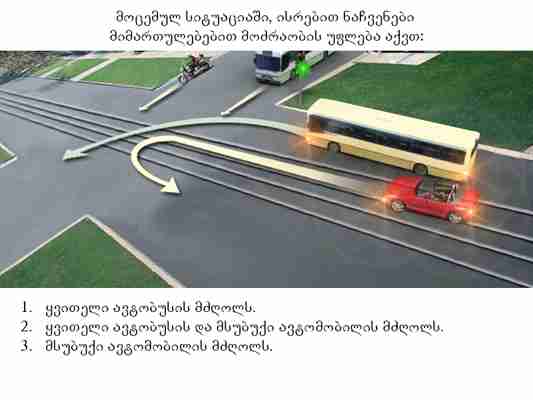 მოცემულ სიტუაციაში, ისრებით ნაჩვენები
მიმართულებებით მოძრაობის უფლება აქვთ:
1. ყვითელი ავტობუსის მძღოლს.
2. ყვითელი ავტობუსის და მსუბუქი ავტომობილის მძღოლს.
3. მსუბუქი ავტომობილის მძღოლს.